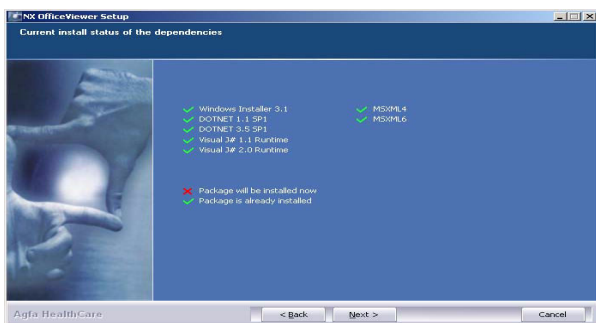 NX OfficeViewer Setup
Current install status of the dependencies
Windows Installer 3.1
DOTNET 1.1 SP1
DOTNET 3.5 SP1
Visual J# 1.1 Runtime
Visual J# 2.0 Runtime
MSXML4
MSXML6
Package will be installed now
Package is already installed
Agfa HealthCare
< Back
Next >
Cancel